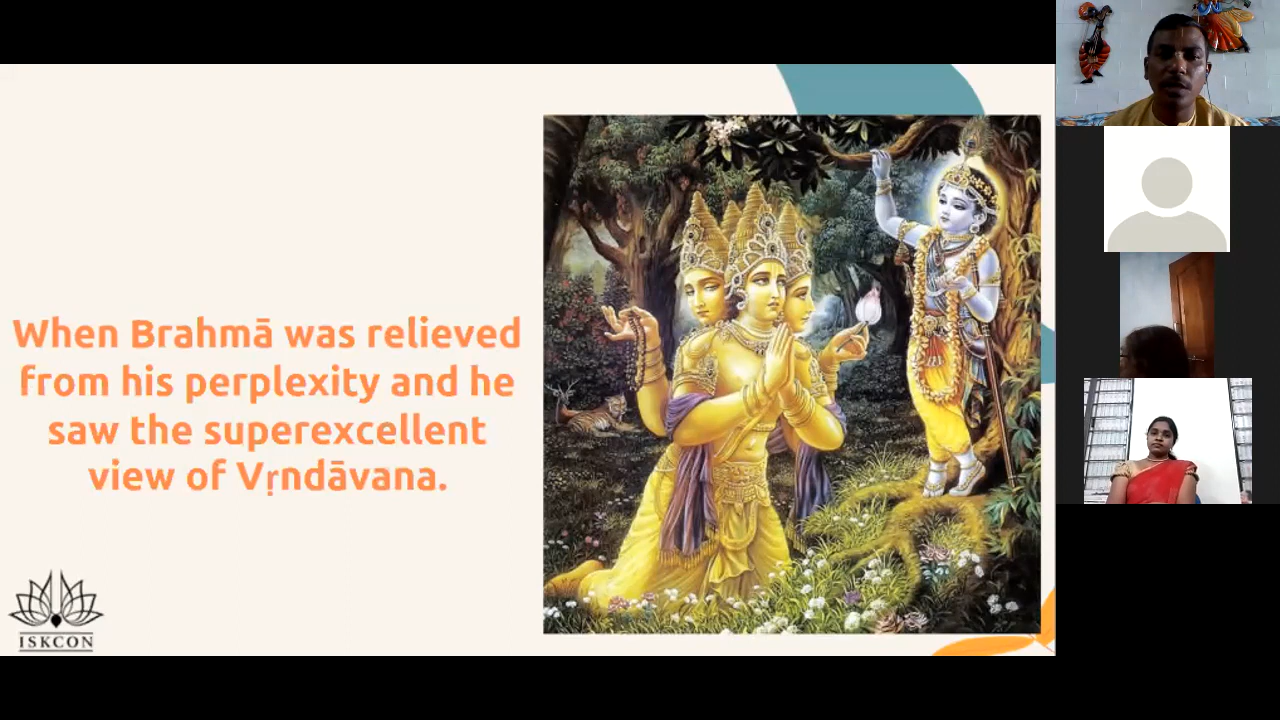 When Brahmā was relieved
from his perplexity and he
saw the superexcellent
view of Vṛndāvana.
ISKCON